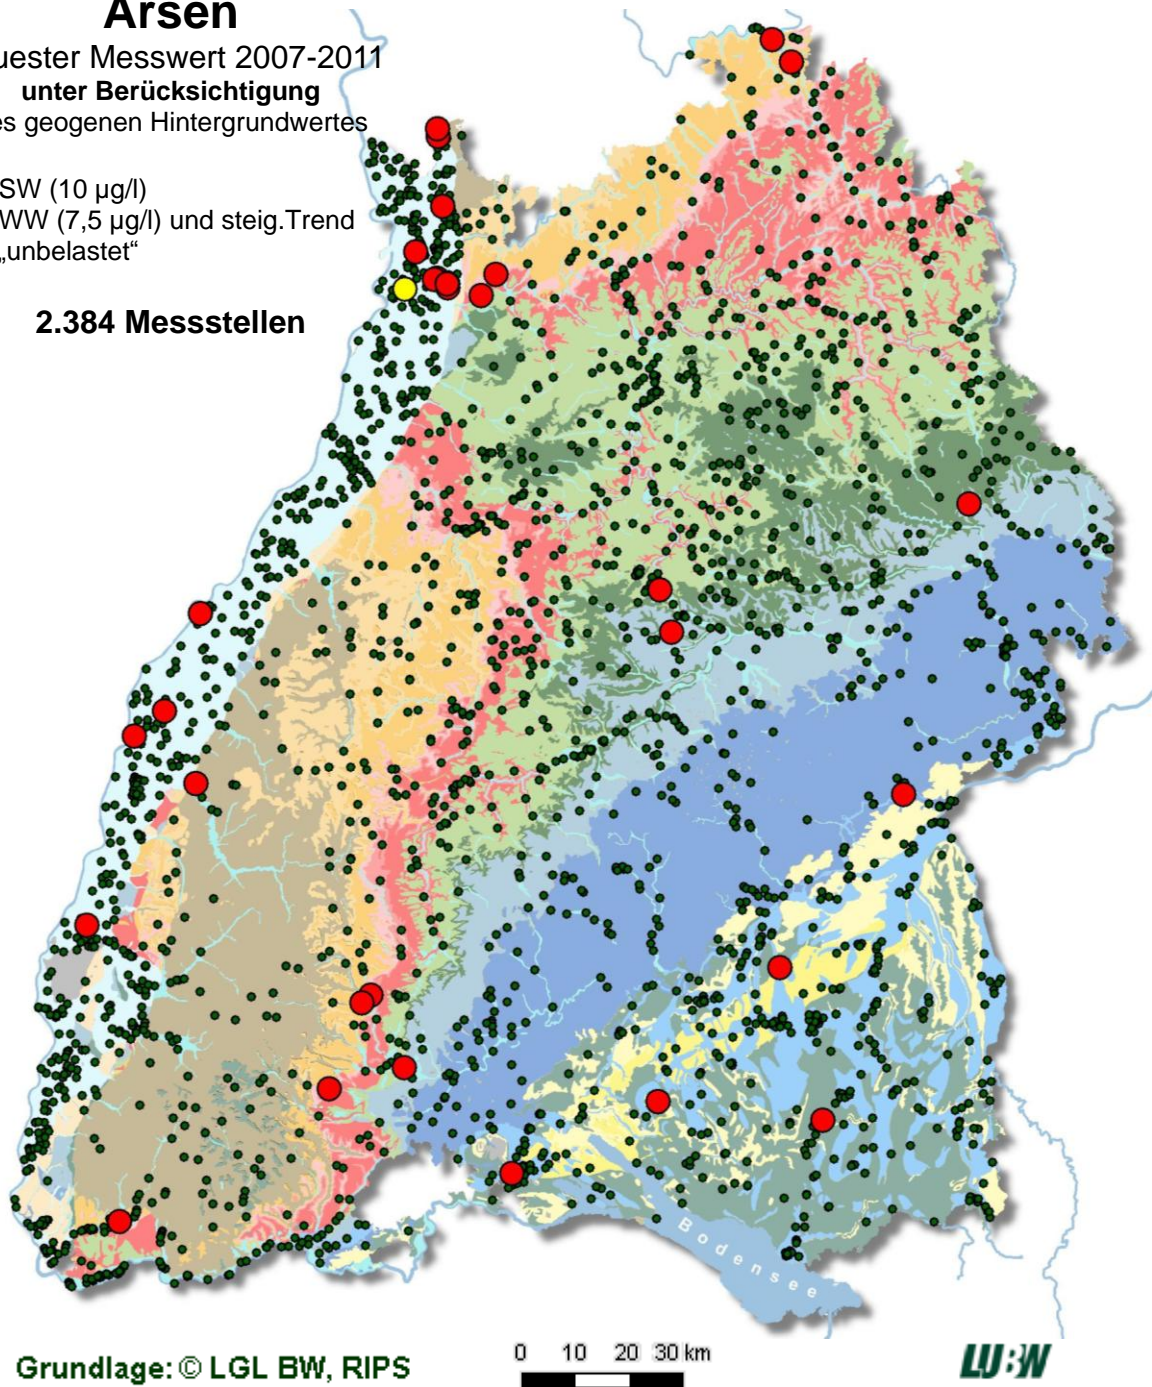 Arsen
uester Messwert 2007-2011
unter Berücksichtigung
es geogenen Hintergrundwertes
SW (10 µg/l)
WW (7,5 µg/l) und steig.Trend
„unbelastet“
2.384 Messstellen
Bodensee
0 10 20 30 km
Grundlage: © LGL BW, RIPS
LUBW